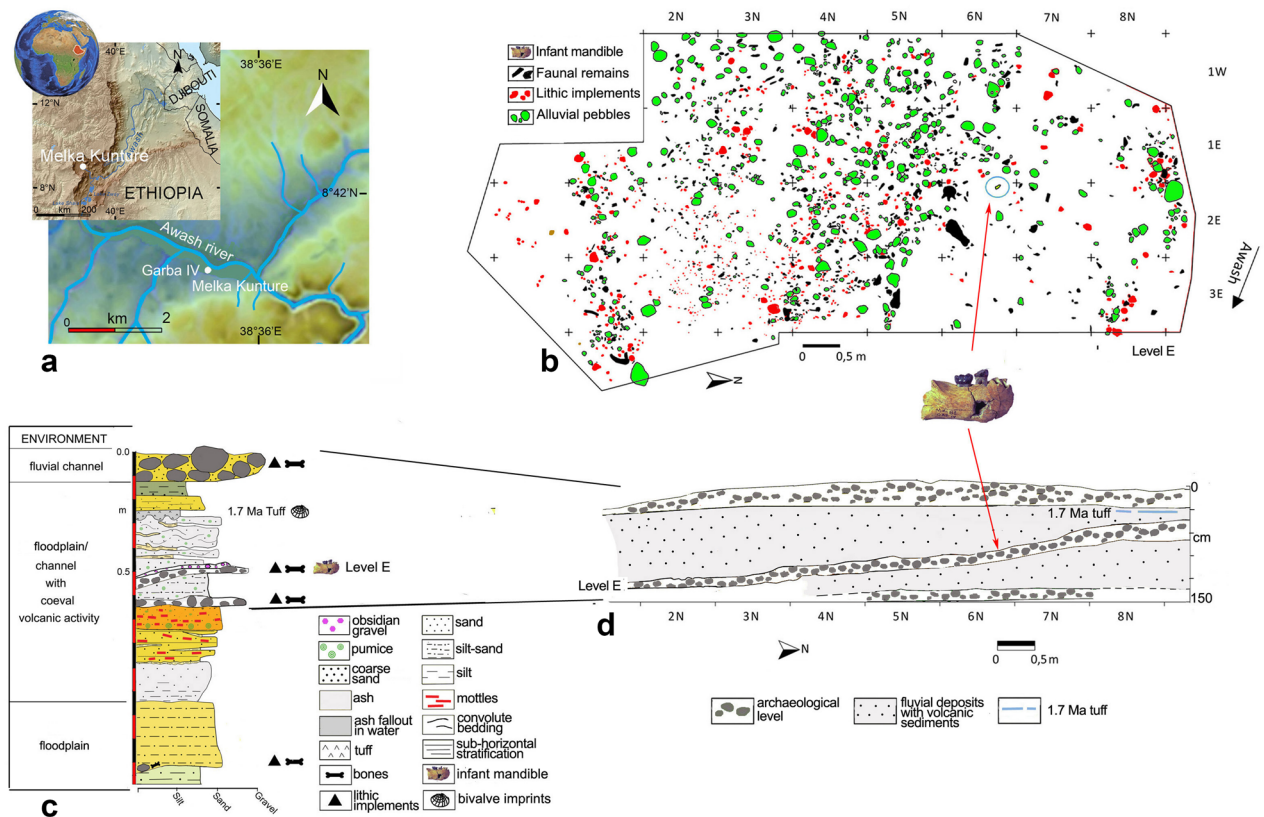 N
40°E
DJIBOUTI
SOMALIA
12°N
Awash
Melka Kunture
8°N
ETHIOPIA
km 200
40°E
38°36'E
N
8°42'N
Awash river
Garba IV
Melka Kunture
0 km 2
38°36'E
a
2N 3N 4N 5N 6N 7N 8N
Infant mandible
Faunal remains
Lithic implements
Alluvial pebbles
1W
1E
2E
3E
Awash
0 0,5 m
Level E
N
b
ENVIRONMENT
fluvial channel
floodplain/
channel
with
coeval
volcanic activity
floodplain
0.0
m
0.5
1.7 Ma Tuff
Level E
Silt Sand Gravel
c
obsidian
gravel
pumice
coarse
sand
ash
ash fallout
in water
tuff
bones
lithic
implements
sand
silt-sand
silt
mottles
convolute
bedding
sub-horizontal
stratification
infant mandible
bivalve imprints
0
1.7 Ma tuff
cm
Level E
150
2N 3N 4N 5N 6N 7N 8N
d
N
0 0,5 m
archaeological
level
fluvial deposits
with volcanic
sediments
1.7 Ma tuff